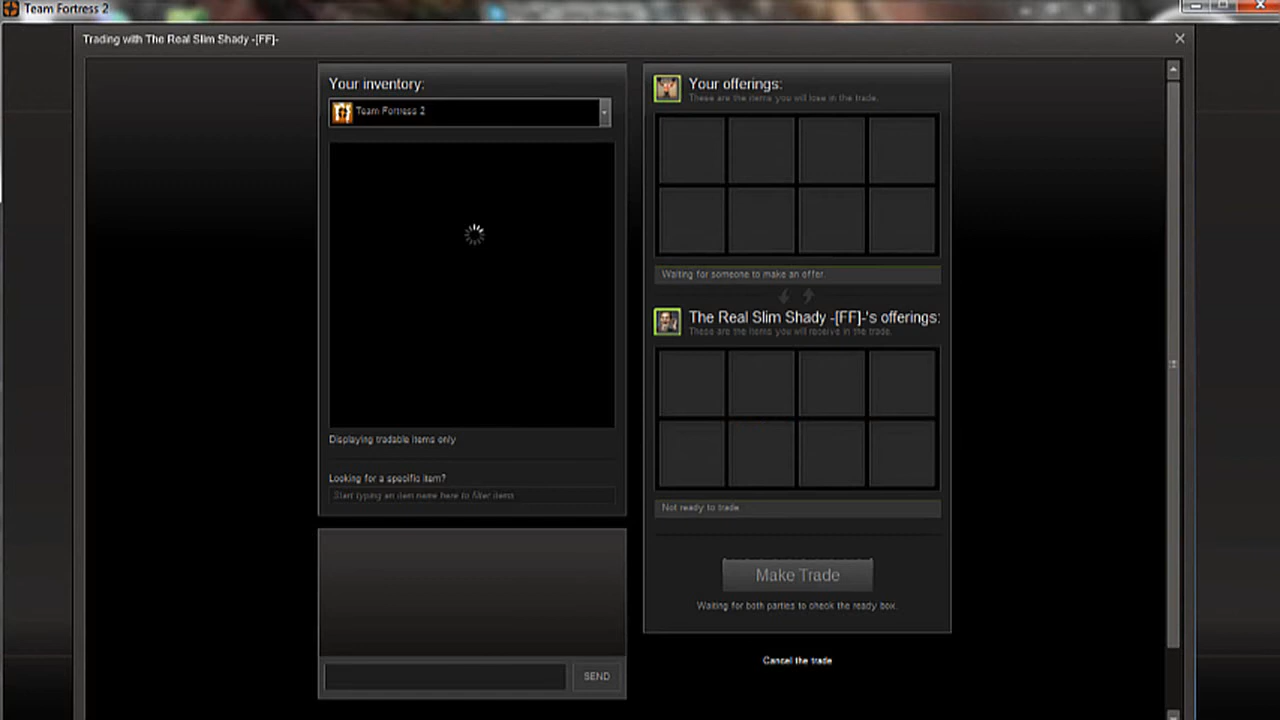 Team Fortress 2
Trading with The Real Slim Shady -[FF]-
Your inventory:
Team Fortress 2
Displaying tradable items only
Looking for a specific item?
Start typing an item name here to filter items
SEND
Your offerings:
These are the items you will lose in the trade.
Waiting for someone to make an offer.
The Real Slim Shady -[FF]-'s offerings:
These are the items you will receive in the trade.
Not ready to trade
Make Trade
Waiting for both parties to check the ready box.
Cancel the trade